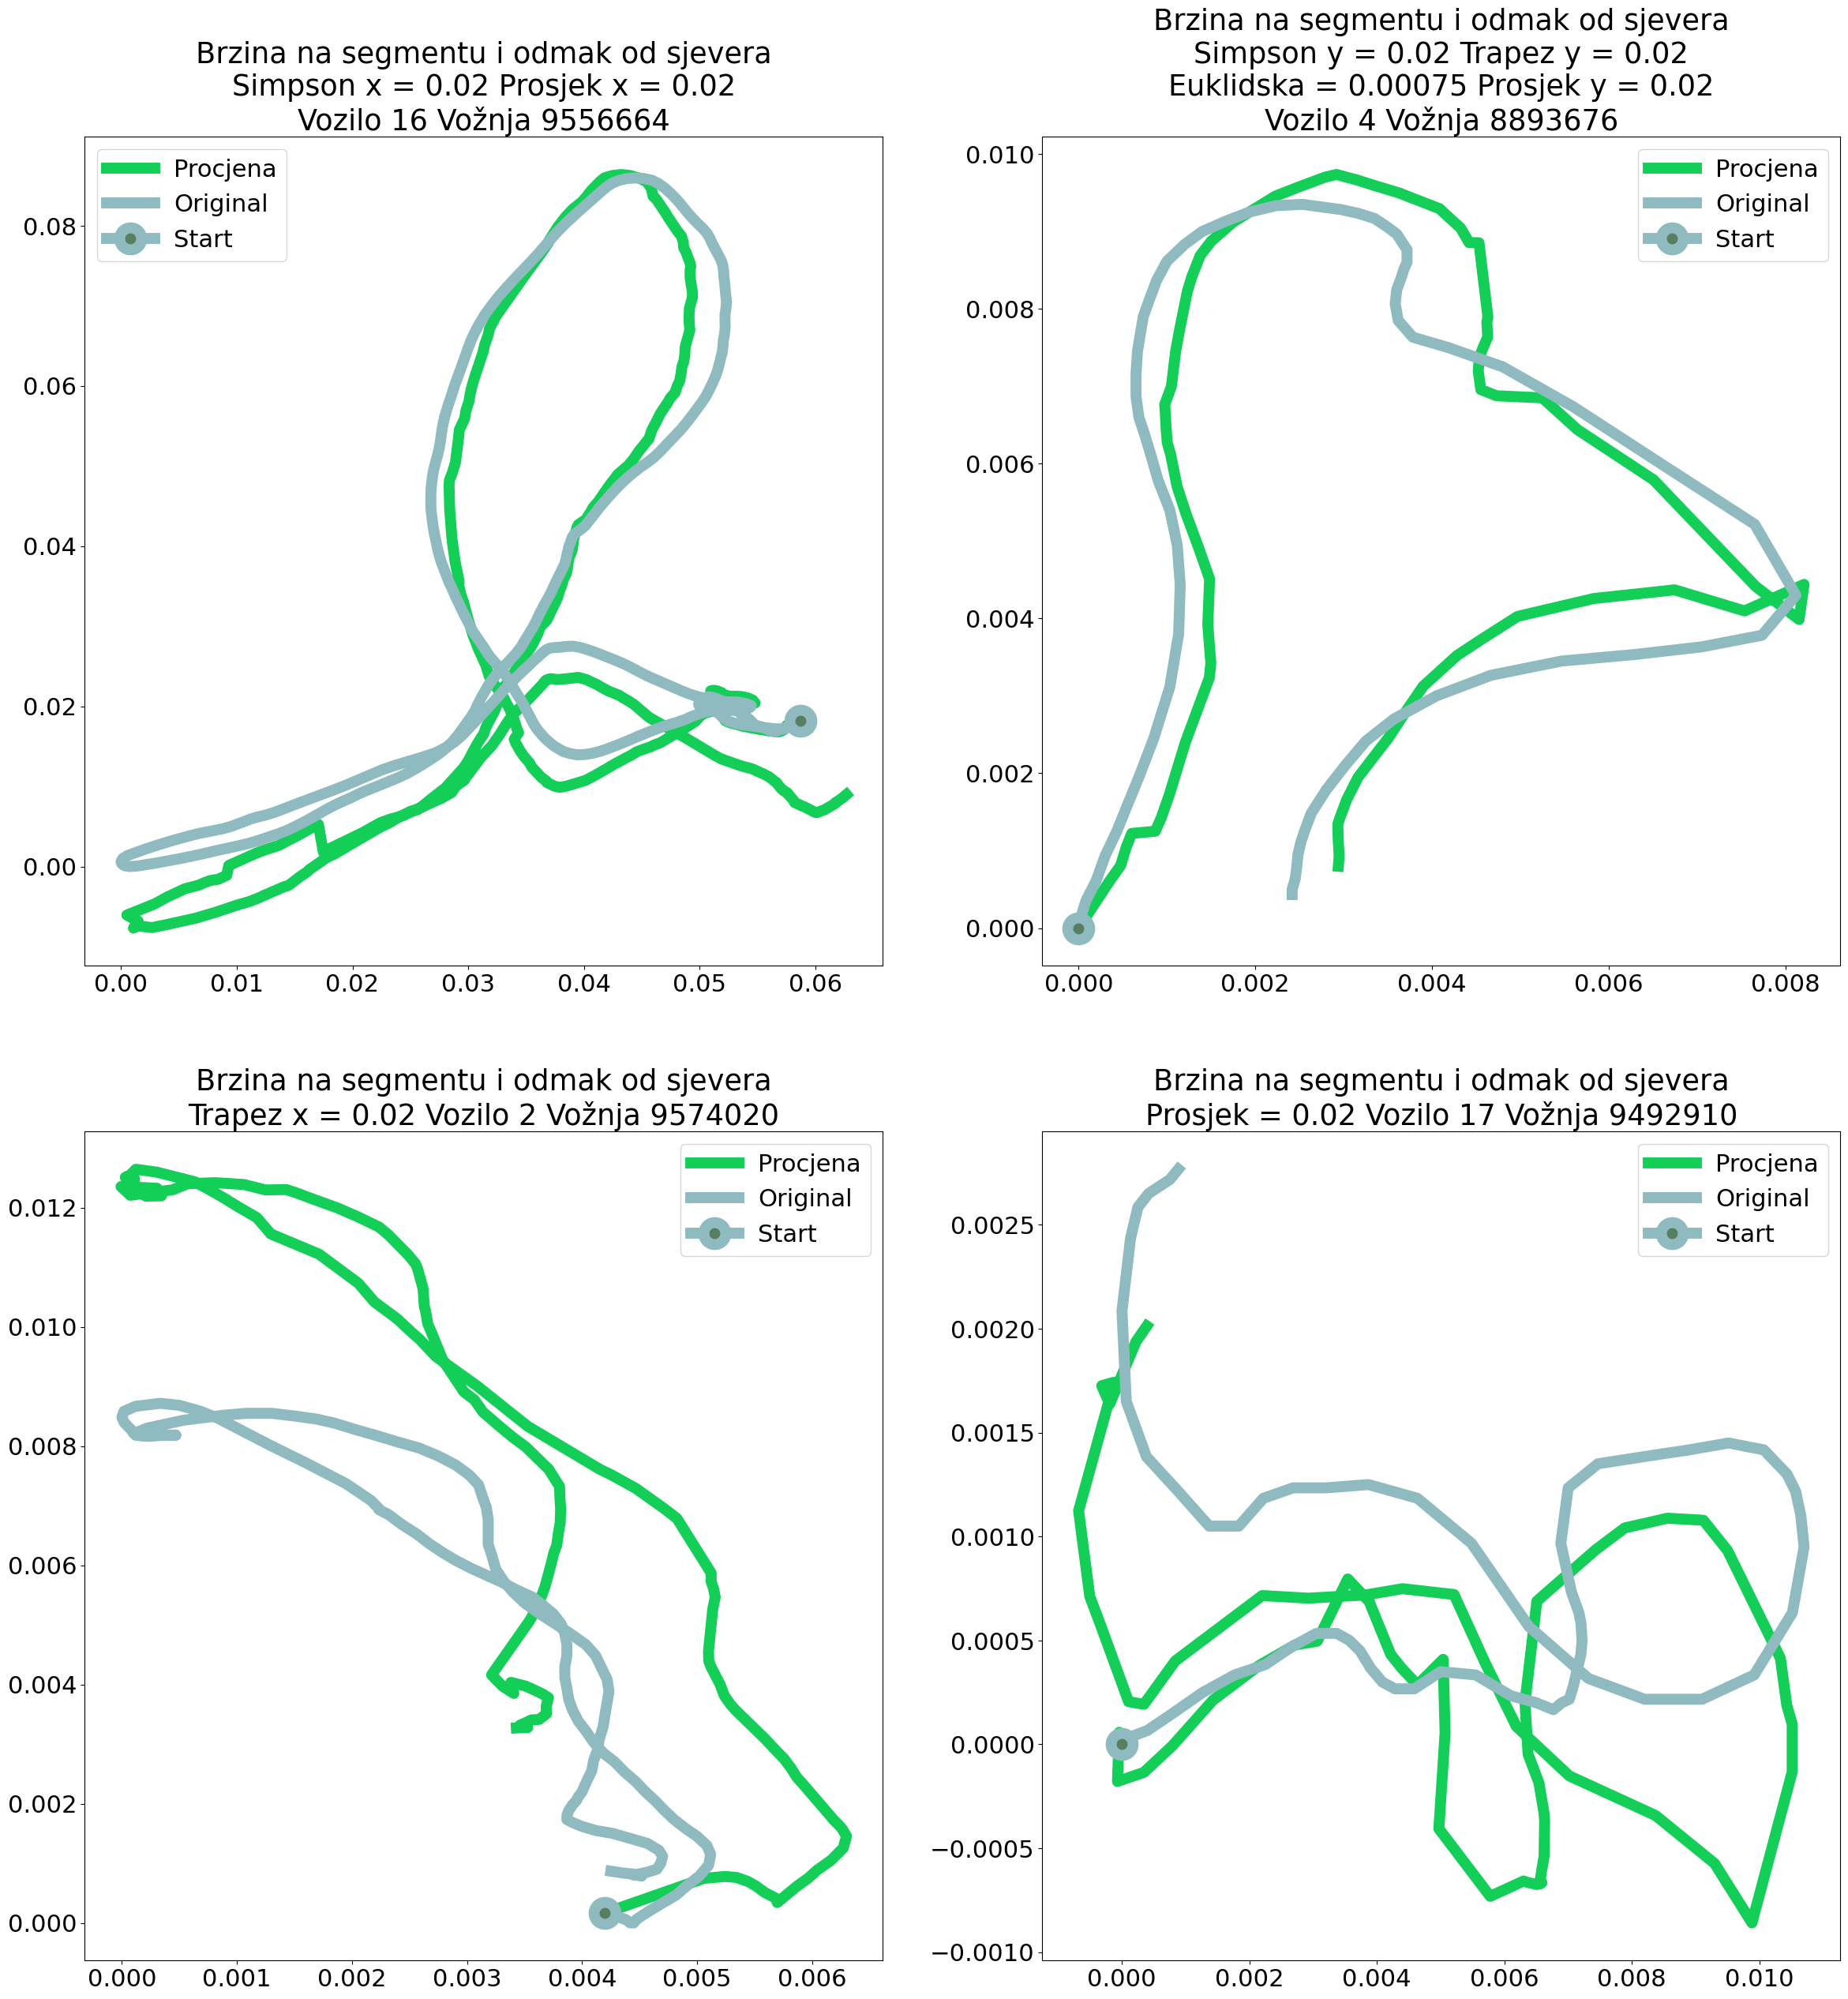 Brzina na segmentu i odmak od sjevera
Simpson x = 0.02 Prosjek x = 0.02
Vozilo 16 Vožnja 9556664
Procjena
Original
Start
0.08
0.06
0.04
0.02
0.00
0.00 0.01 0.02 0.03 0.04 0.05 0.06
Brzina na segmentu i odmak od sjevera
Simpson y = 0.02 Trapez y = 0.02
Euklidska = 0.00075 Prosjek y = 0.02
Vozilo 4 Vožnja 8893676
Procjena
Original
Start
0.010
0.008
0.006
0.004
0.002
0.000
0.000 0.002 0.004 0.006 0.008
Brzina na segmentu i odmak od sjevera
Trapez x = 0.02 Vozilo 2 Vožnja 9574020
Procjena
Original
Start
0.012
0.010
0.008
0.006
0.004
0.002
0.000
0.000 0.001 0.002 0.003 0.004 0.005 0.006
Brzina na segmentu i odmak od sjevera
Prosjek = 0.02 Vozilo 17 Vožnja 9492910
Procjena
Original
Start
0.0025
0.0020
0.0015
0.0010
0.0005
0.0000
−0.0005
−0.0010
0.000 0.002 0.004 0.006 0.008 0.010